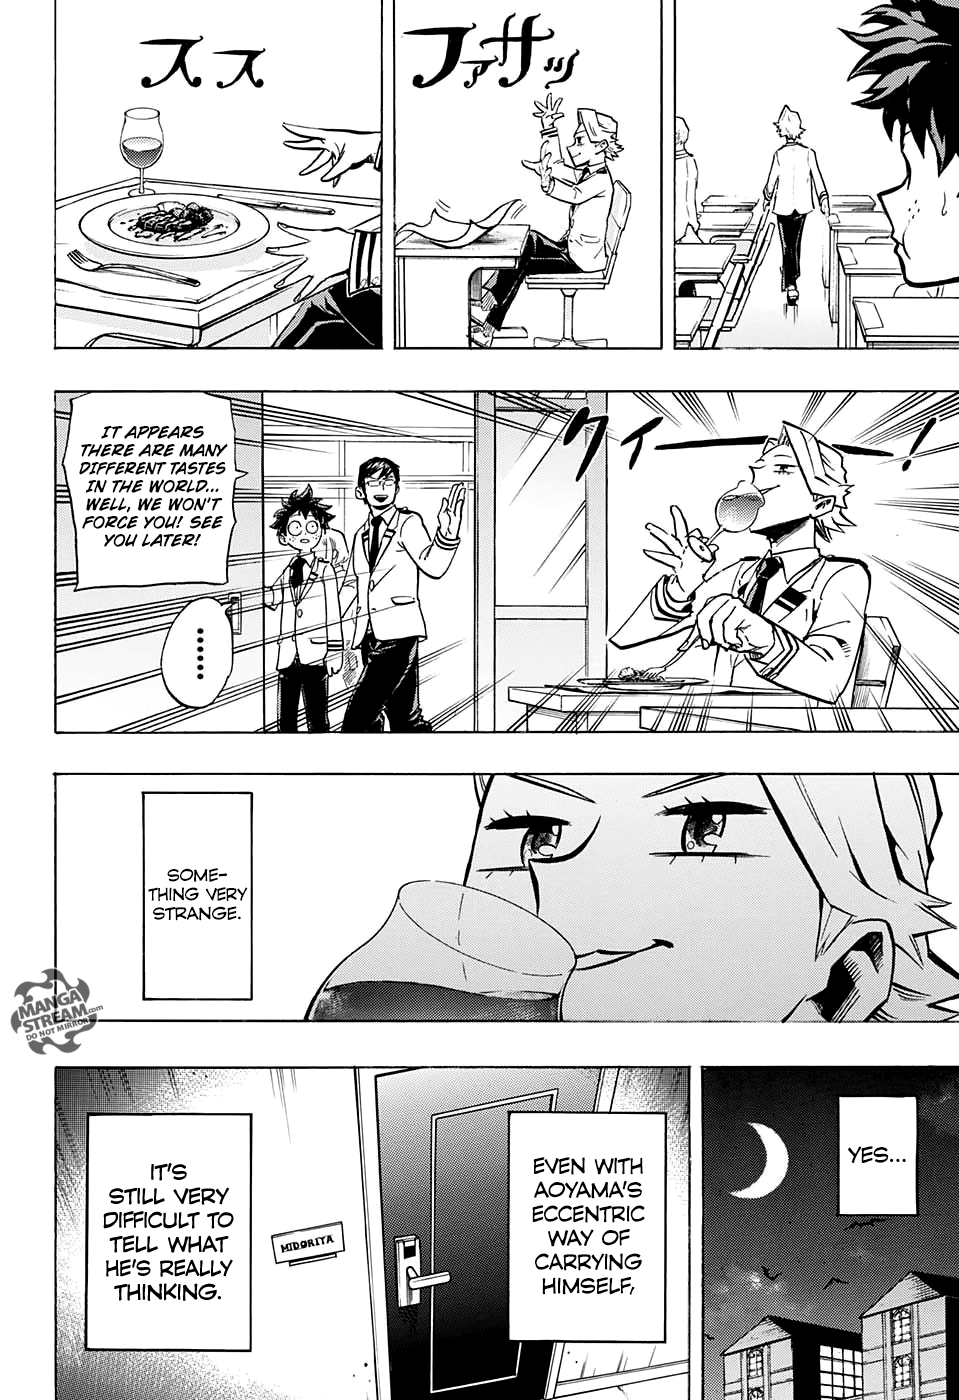 ファサッ
スス
クイーーー!
IT APPEARS
THERE ARE MANY
DIFFERENT TASTES
IN THE WORLD...
WELL, WE WON'T
FORCE YOU! SEE
YOU LATER!
......
SOME-
THING VERY
STRANGE.
MANGA
STREAM.com
DO NOT MIRROR
YES...
EVEN WITH
AOYAMA'S
ECCENTRIC
WAY OF
CARRYING
HIMSELF,
MIDORIYA
IT'S
STILL VERY
DIFFICULT TO
TELL WHAT
HE'S REALLY
THINKING.